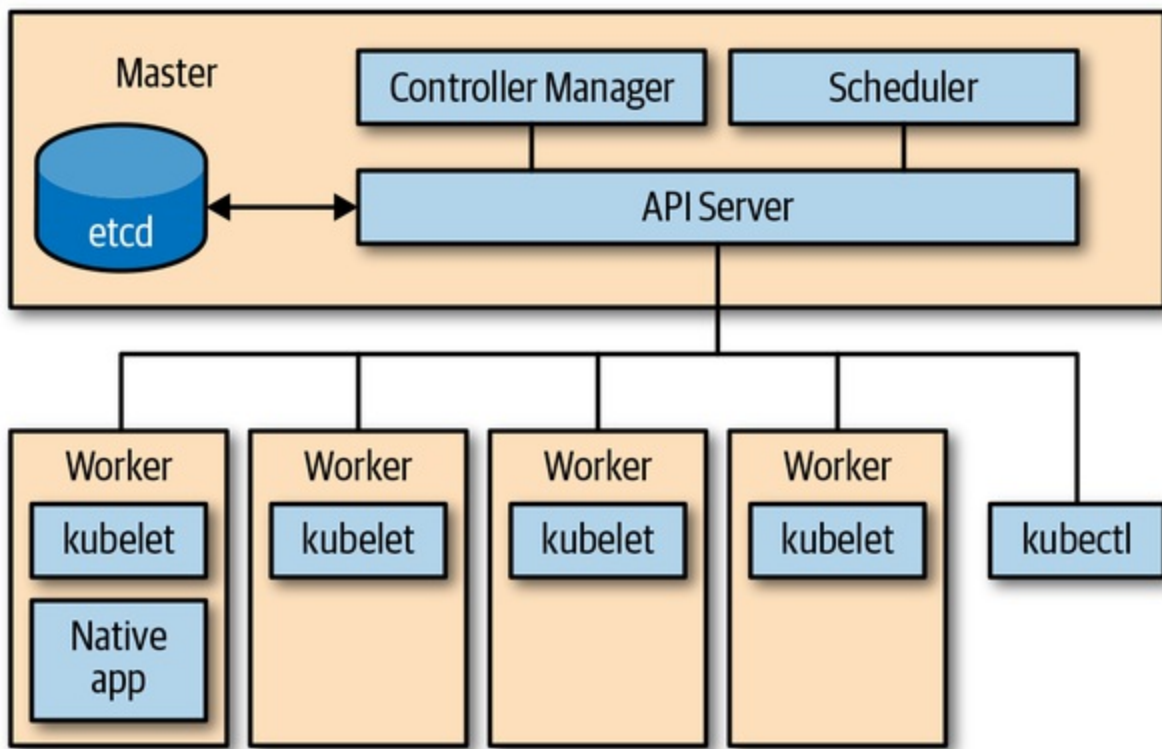 Master
Controller Manager
Scheduler
etcd
API Server
Worker
kubelet
Native
app
Worker
kubelet
Worker
kubelet
Worker
kubelet
kubectl